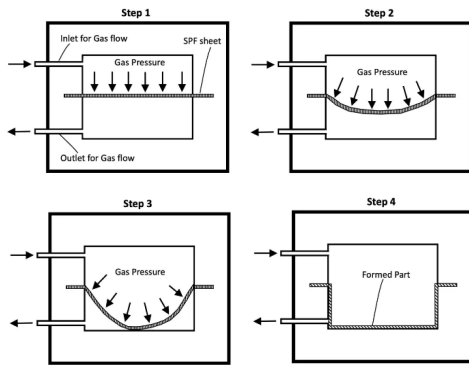 Step 1
Inlet for Gas flow
SPF sheet
Gas Pressure
Outlet for Gas flow
Step 2
Gas Pressure
Step 3
Gas Pressure
Step 4
Formed Part